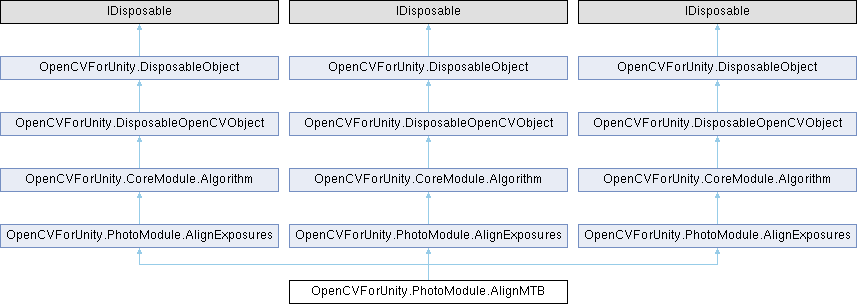 IDisposable IDisposable IDisposable
OpenCVForUnity.DisposableObject OpenCVForUnity.DisposableObject OpenCVForUnity.DisposableObject
OpenCVForUnity.DisposableOpenCVObject OpenCVForUnity.DisposableOpenCVObject OpenCVForUnity.DisposableOpenCVObject
OpenCVForUnity.CoreModule.Algorithm OpenCVForUnity.CoreModule.Algorithm OpenCVForUnity.CoreModule.Algorithm
OpenCVForUnity.PhotoModule.AlignExposures OpenCVForUnity.PhotoModule.AlignExposures OpenCVForUnity.PhotoModule.AlignExposures
OpenCVForUnity.PhotoModule.AlignMTB